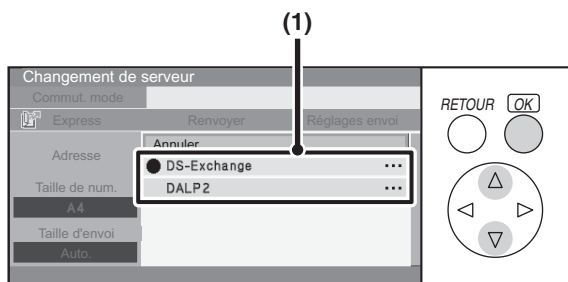 (1)
Changement de serveur
Commut. mode
Express Renvoyer Réglages envoi
Adresse
Annuler
DS-Exchange ...
DALP2 ...
Taille de num.
A4
Taille d'envoi
Auto.
RETOUR OK